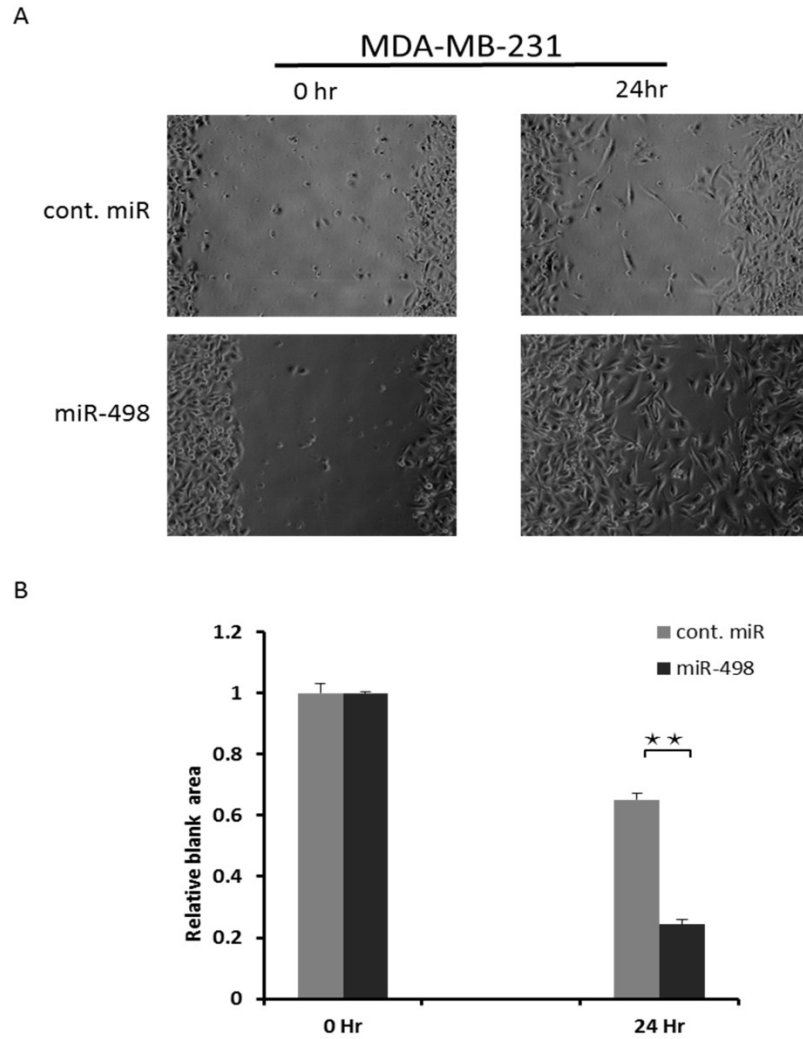 A
MDA-MB-231
0 hr
24hr
cont. miR
miR-498
B
Relative blank area
1.2
1
0.8
0.6
0.4
0.2
0
cont. miR
miR-498
★★
0 Hr
24 Hr